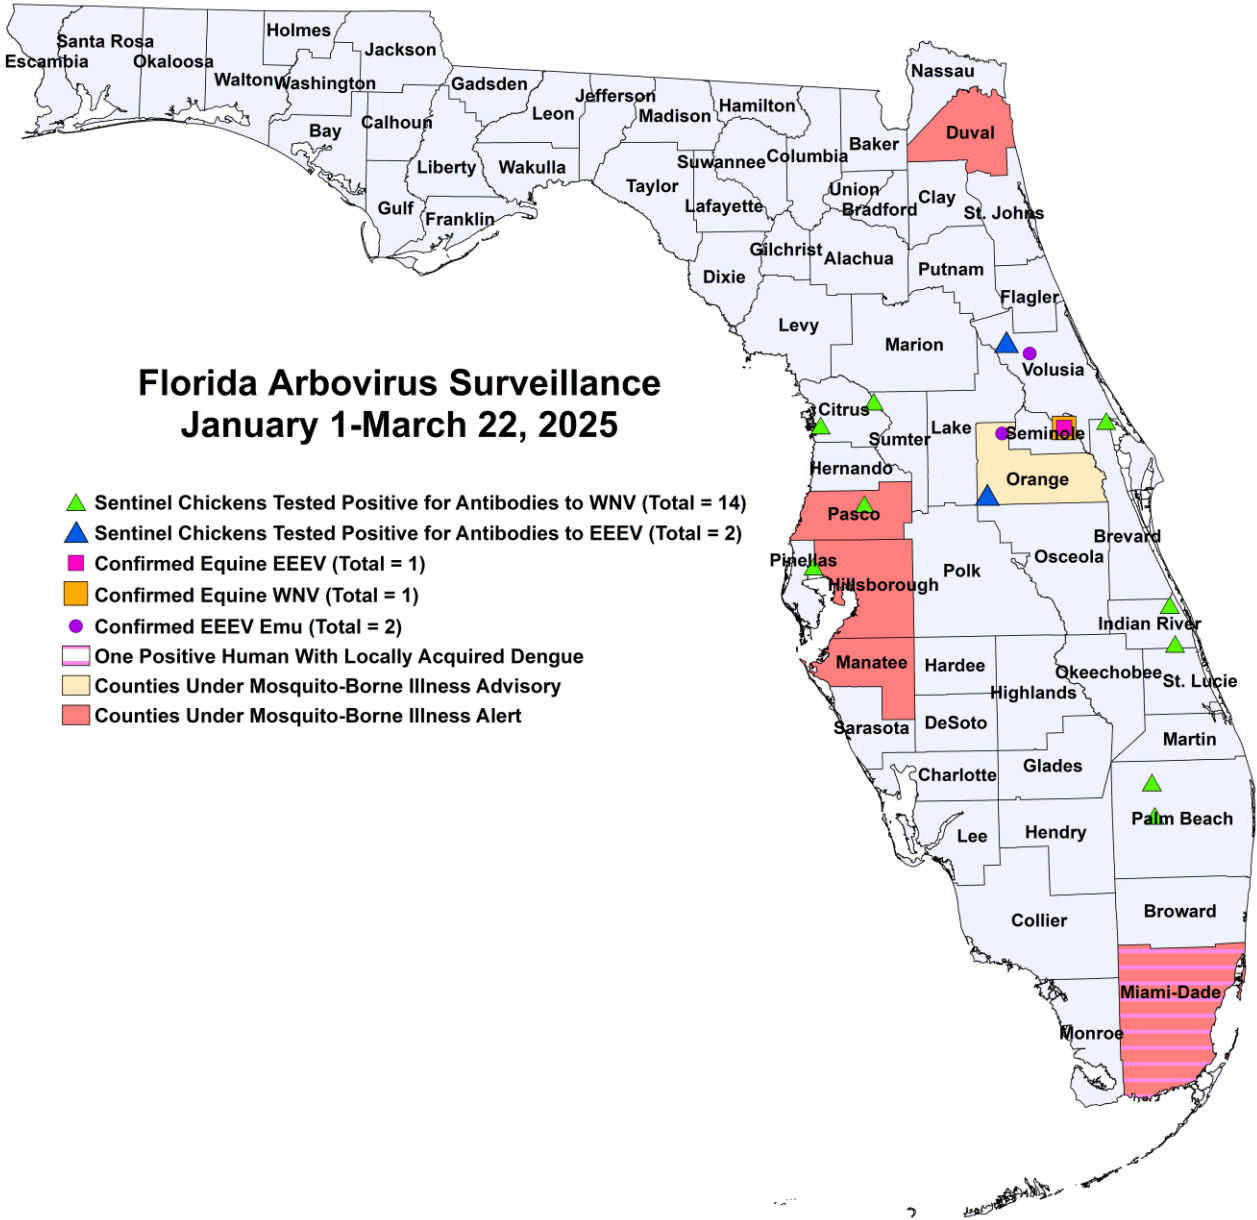 Holmes
Santa Rosa
Jackson
Escambia
Okaloosa
Walton
Washington
Nassau
Gadsden
Jefferson
Hamilton
Leon
Madison
Calhoun
Bay
Duval
Baker
Suwannee
Columbia
Liberty
Wakulla
Taylor
Union
Clay
Lafayette
Bradford
St. Johns
Gulf
Franklin
Gilchrist
Alachua
Dixie
Putnam
Flagler
Levy
Marion
Volusia
Florida Arbovirus Surveillance
January 1-March 22, 2025
Citrus
Lake
Seminole
Sumter
Hernando
Orange
Sentinel Chickens Tested Positive for Antibodies to WNV (Total = 14)
Sentinel Chickens Tested Positive for Antibodies to EEEV (Total = 2)
Confirmed Equine EEEV (Total = 1)
Confirmed Equine WNV (Total = 1)
Confirmed EEEV Emu (Total = 2)
One Positive Human With Locally Acquired Dengue
Counties Under Mosquito-Borne Illness Advisory
Counties Under Mosquito-Borne Illness Alert
Pasco
Brevard
Pinellas
Osceola
Polk
Hillsborough
Indian River
Manatee
Hardee
Okeechobee
St. Lucie
Highlands
DeSoto
Sarasota
Martin
Glades
Charlotte
Palm Beach
Hendry
Lee
Broward
Collier
Miami-Dade
Monroe